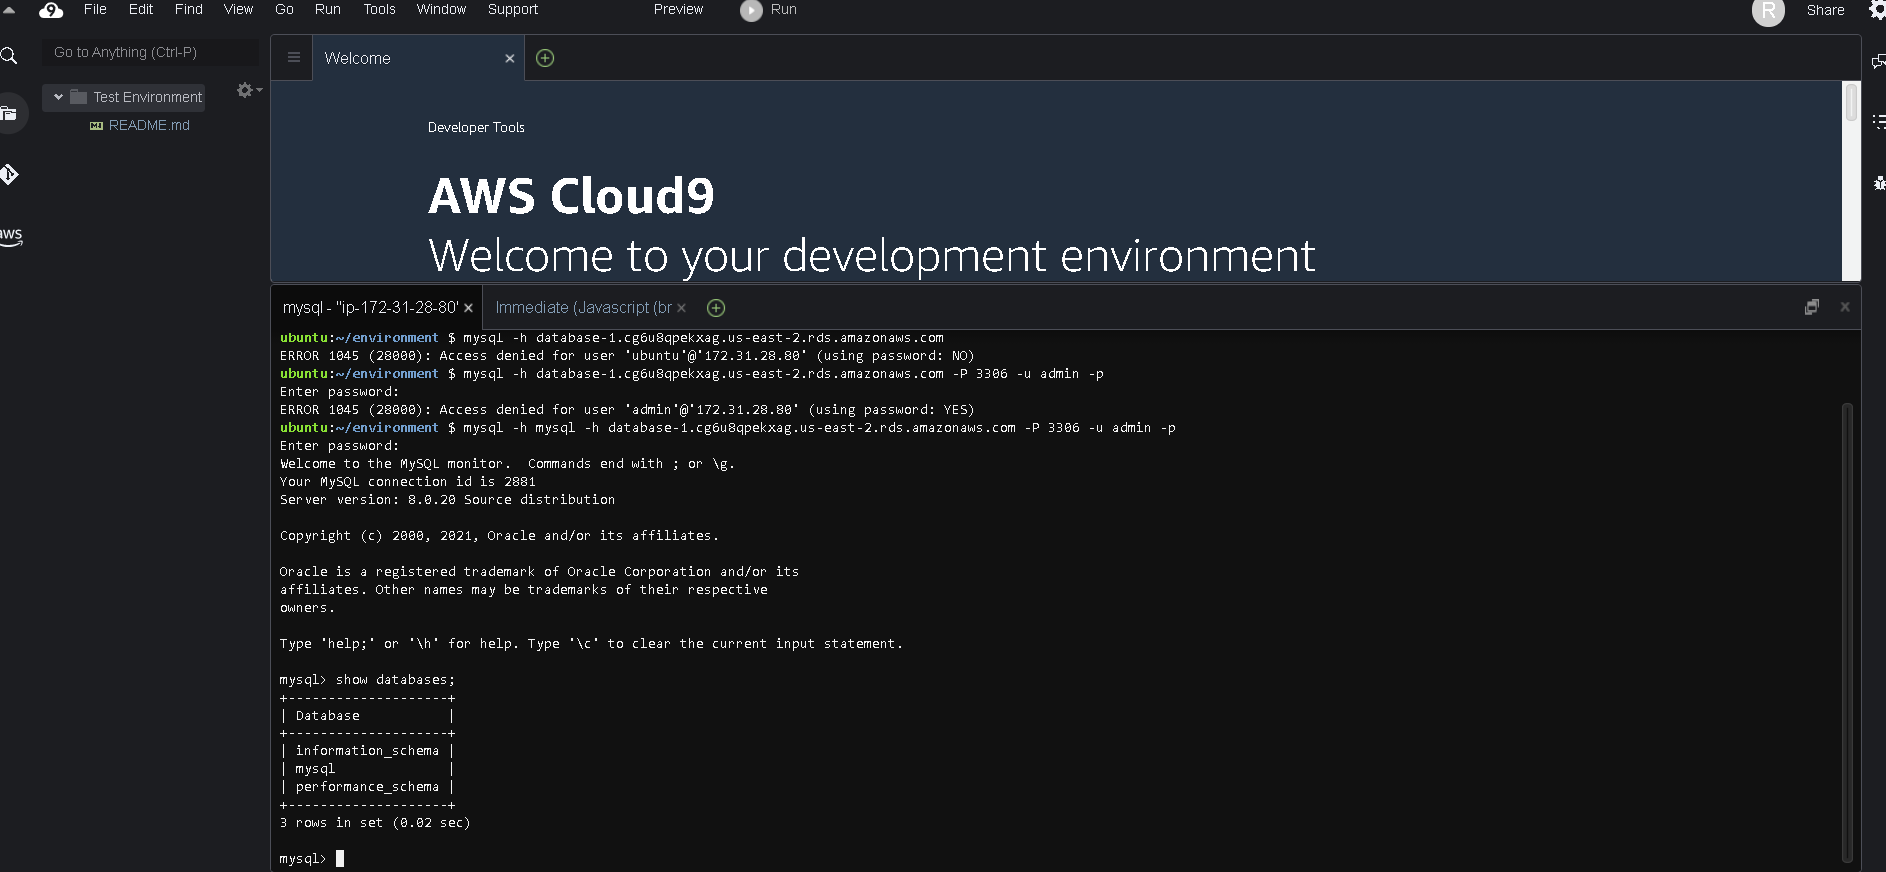 File Edit Find View Go Run Tools Window Support Preview Run R Share
Go to Anything (Ctrl-P)
Welcome
Test Environment
README.md
aws
Developer Tools
AWS Cloud9
Welcome to your development environment
mysql - "ip-172-31-28-80" Immediate (Javascript (br
ubuntu:~/environment $ mysql -h database-1.cg6u8qpekxag.us-east-2.rds.amazonaws.com
ERROR 1045 (28000): Access denied for user 'ubuntu'@'172.31.28.80' (using password: NO)
ubuntu:~/environment $ mysql -h database-1.cg6u8qpekxag.us-east-2.rds.amazonaws.com -P 3306 -u admin -p
Enter password:
ERROR 1045 (28000): Access denied for user 'admin'@'172.31.28.80' (using password: YES)
ubuntu:~/environment $ mysql -h mysql -h database-1.cg6u8qpekxag.us-east-2.rds.amazonaws.com -P 3306 -u admin -p
Enter password:
Welcome to the MySQL monitor.  Commands end with ; or \g.
Your MySQL connection id is 2881
Server version: 8.0.20 Source distribution
Copyright (c) 2000, 2021, Oracle and/or its affiliates.
Oracle is a registered trademark of Oracle Corporation and/or its
affiliates. Other names may be trademarks of their respective
owners.
Type 'help;' or '\h' for help. Type '\c' to clear the current input statement.
mysql> show databases;
+--------------------+
| Database           |
+--------------------+
| information_schema |
| mysql              |
| performance_schema |
+--------------------+
3 rows in set (0.02 sec)
mysql>